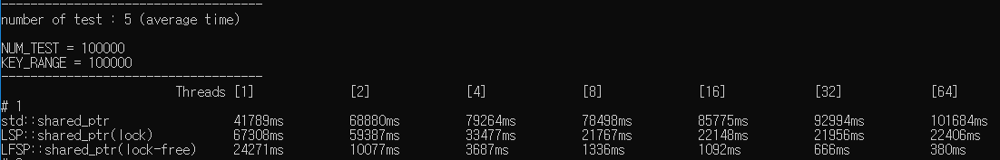 ------------------------------------
number of test : 5 (average time)
NUM_TEST = 100000
KEY_RANGE = 100000
------------------------------------
Threads [1] [2] [4] [8] [16] [32] [64]
# 1
std::shared_ptr 41789ms 68880ms 79264ms 78498ms 85775ms 92994ms 101684ms
LSP::shared_ptr(lock) 67308ms 59387ms 33477ms 21767ms 22148ms 21956ms 22406ms
LFSP::shared_ptr(lock-free) 24271ms 10077ms 3687ms 1336ms 1092ms 666ms 380ms